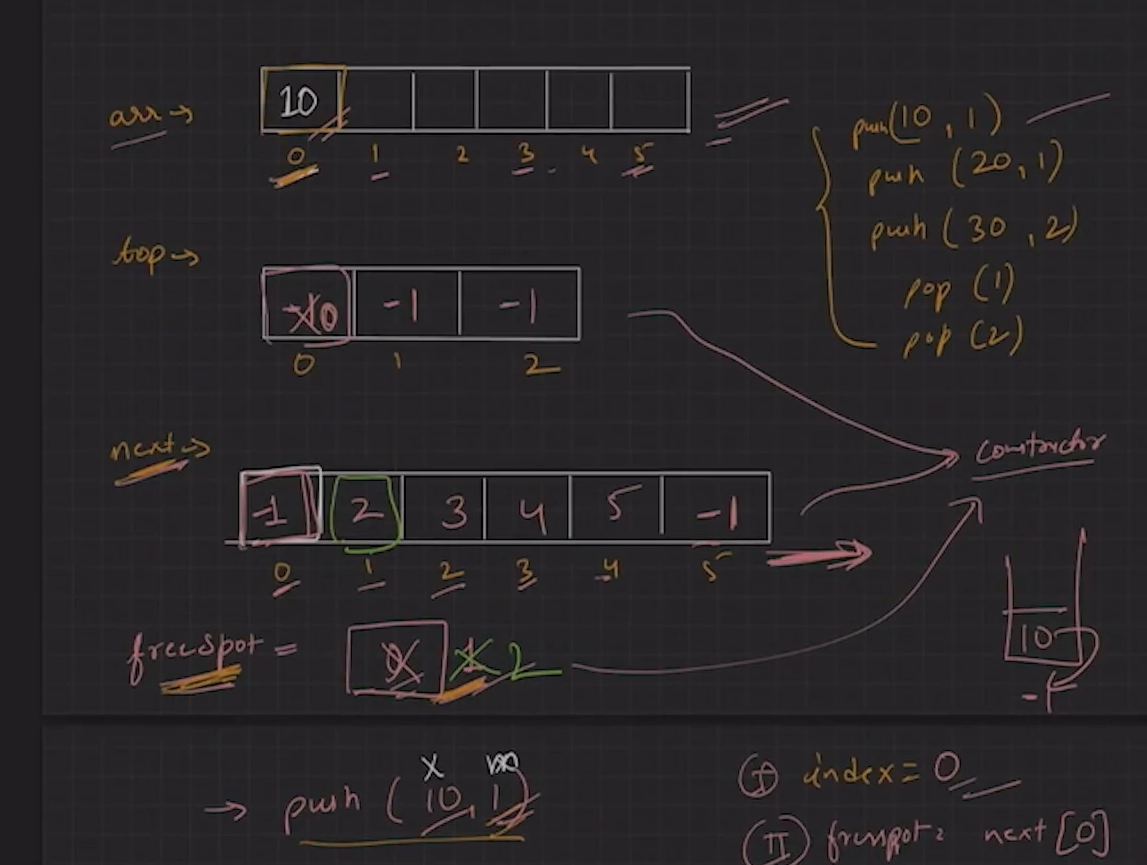 arr →
10
0 1 2 3 4 5
push(10, 1)
push (20, 1)
push (30, 2)
pop (1)
pop (2)
top →
-1 0 -1 -1
0 1 2
next →
-1 2 3 4 5 -1
0 1 2 3 4 5
constructor
freespot = 0 1 2
10
-1
x m
→ push (10, 1)
I index = 0
II freespot = next [0]